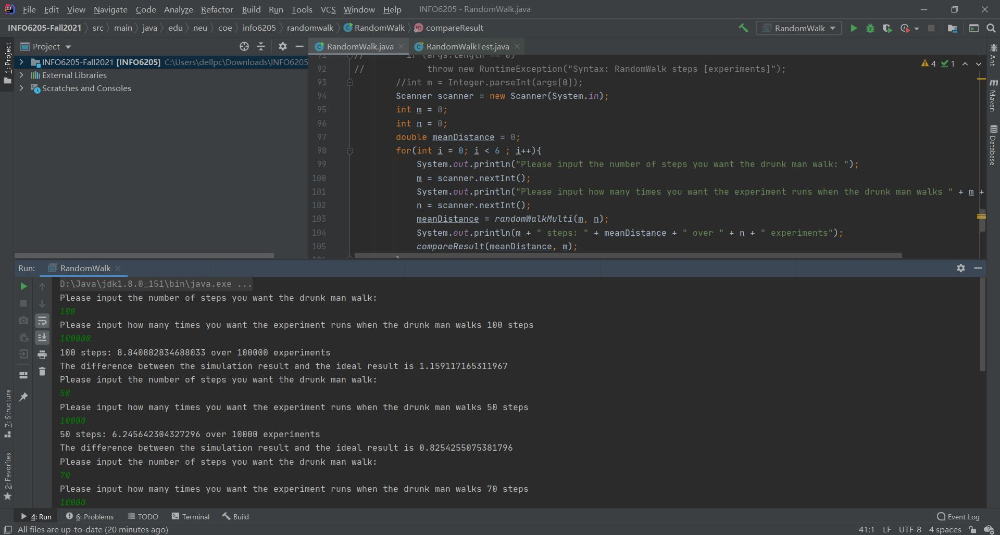 File Edit View Navigate Code Analyze Refactor Build Run Tools VCS Window Help INFO6205 - RandomWalk.java
INFO6205-Fall2021 src main java edu neu coe info6205 randomwalk RandomWalk compareResult RandomWalk
Project RandomWalk.java RandomWalkTest.java
1: Project
INFO6205-Fall2021 [INFO6205] C:\Users\dellpc\Downloads\INFO6205
External Libraries
Scratches and Consoles
91 // if (args.length == 0)
92 // throw new RuntimeException("Syntax: RandomWalk steps [experiments]");
93 //int m = Integer.parseInt(args[0]);
94 Scanner scanner = new Scanner(System.in);
95 int m = 0;
96 int n = 0;
97 double meanDistance = 0;
98 for(int i = 0; i < 6 ; i++){
99 System.out.println("Please input the number of steps you want the drunk man walk: ");
100 m = scanner.nextInt();
101 System.out.println("Please input how many times you want the experiment runs when the drunk man walks " + m +
102 n = scanner.nextInt();
103 meanDistance = randomWalkMulti(m, n);
104 System.out.println(m + " steps: " + meanDistance + " over " + n + " experiments");
105 compareResult(meanDistance, m);
4 1
Ant
Maven
Database
Run: RandomWalk
D:\Java\jdk1.8.0_151\bin\java.exe ...
Please input the number of steps you want the drunk man walk:
100
Please input how many times you want the experiment runs when the drunk man walks 100 steps
100000
100 steps: 8.840882834688033 over 100000 experiments
The difference between the simulation result and the ideal result is 1.159117165311967
Please input the number of steps you want the drunk man walk:
50
Please input how many times you want the experiment runs when the drunk man walks 50 steps
10000
50 steps: 6.245642304327296 over 10000 experiments
The difference between the simulation result and the ideal result is 0.8254255075381796
Please input the number of steps you want the drunk man walk:
70
Please input how many times you want the experiment runs when the drunk man walks 70 steps
10000
7: Structure
2: Favorites
4: Run 6: Problems TODO Terminal Build Event Log
All files are up-to-date (20 minutes ago) 41:1 LF UTF-8 4 spaces